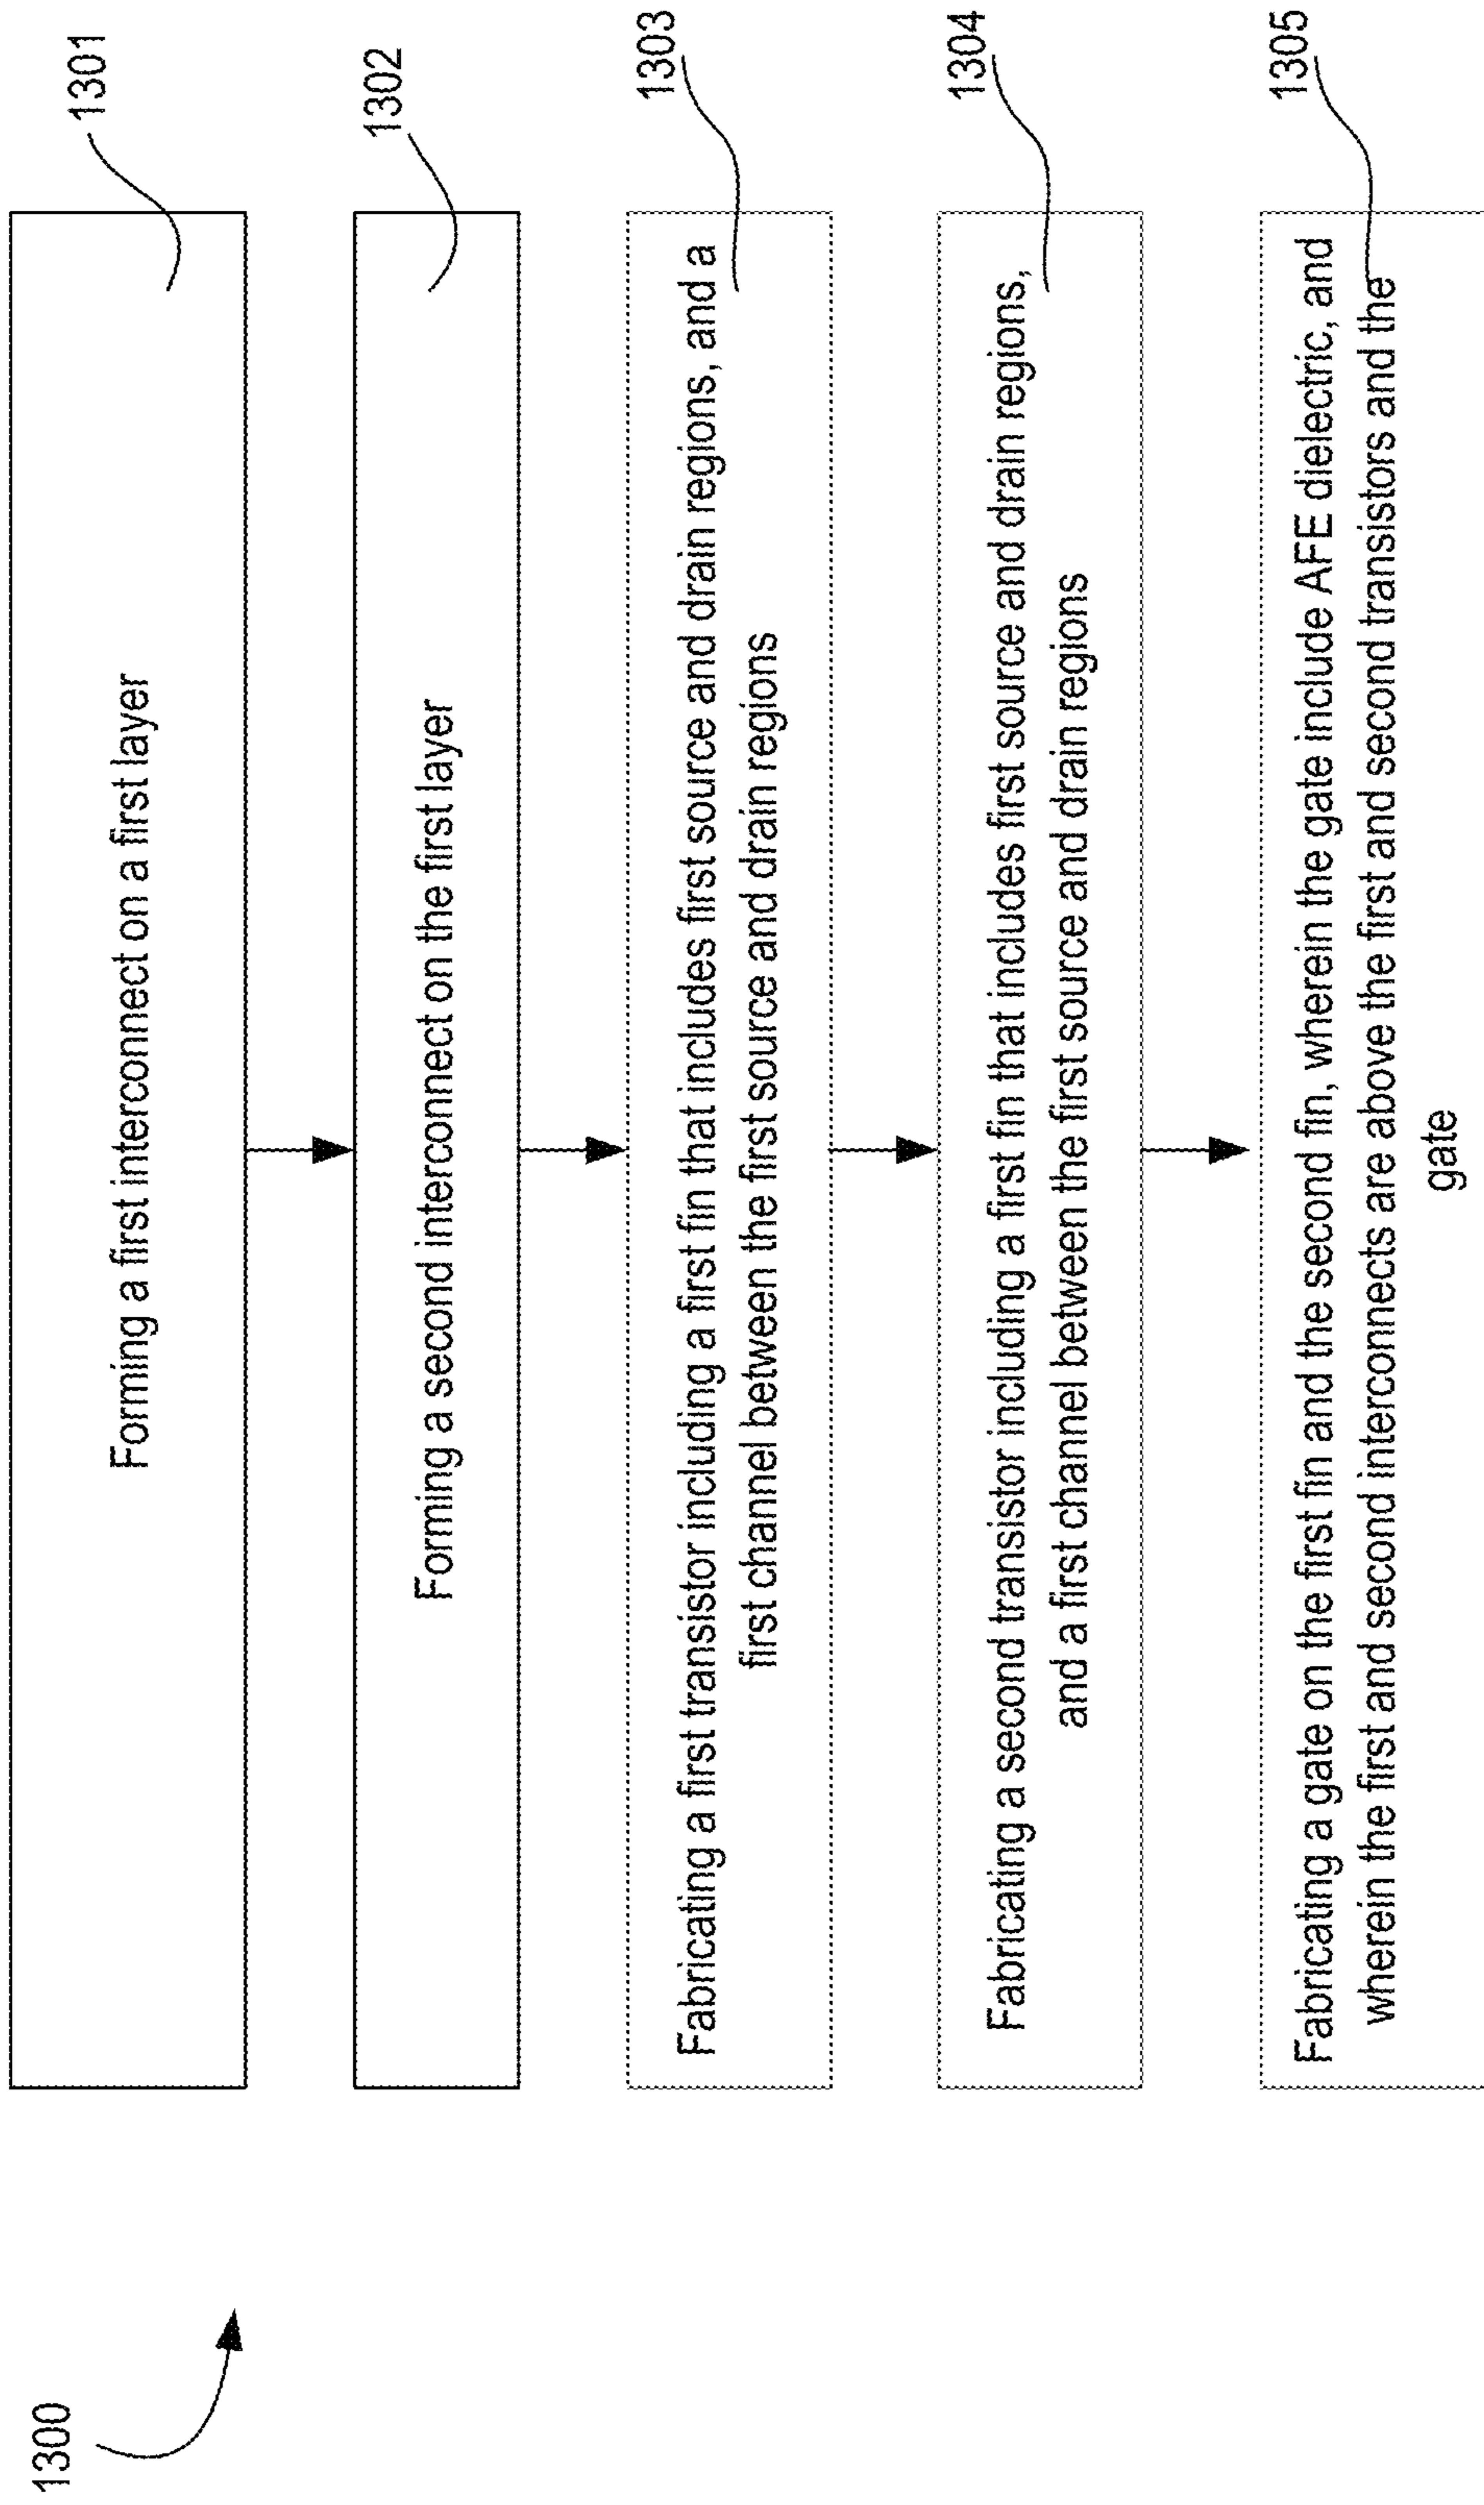 1300
Forming a first interconnect on a first layer
1301
Forming a second interconnect on the first layer
1302
Fabricating a first transistor including a first fin that includes first source and drain regions, and a
first channel between the first source and drain regions
1303
Fabricating a second transistor including a first fin that includes first source and drain regions,
and a first channel between the first source and drain regions
1304
Fabricating a gate on the first fin and the second fin, wherein the gate include AFE dielectric, and
wherein the first and second interconnects are above the first and second transistors and the
gate
1305